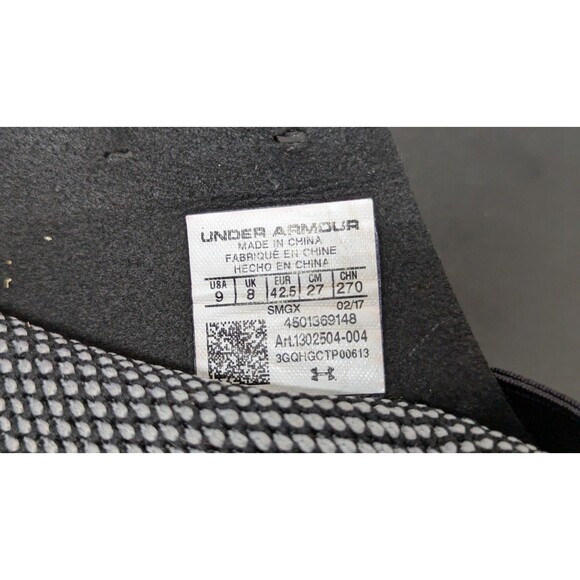 UNDER ARMOUR
MADE IN CHINA
FABRIQUÉ EN CHINE
HECHO EN CHINA
USA UK EUR CM CHN
9 8 42.5 27 270
SMGX 02/17
4501369148
Art.1302504-004
3GQHGCTP00613